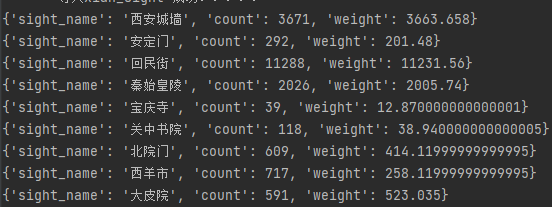 {'sight_name': '西安城墙', 'count': 3671, 'weight': 3663.658}
{'sight_name': '安定门', 'count': 292, 'weight': 201.48}
{'sight_name': '回民街', 'count': 11288, 'weight': 11231.56}
{'sight_name': '秦始皇陵', 'count': 2026, 'weight': 2005.74}
{'sight_name': '宝庆寺', 'count': 39, 'weight': 12.870000000000001}
{'sight_name': '关中书院', 'count': 118, 'weight': 38.940000000000005}
{'sight_name': '北院门', 'count': 609, 'weight': 414.11999999999995}
{'sight_name': '西羊市', 'count': 717, 'weight': 258.11999999999995}
{'sight_name': '大皮院', 'count': 591, 'weight': 523.035}